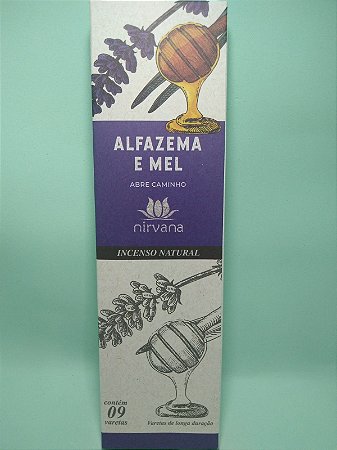 ALFAZEMA
E MEL
ABRE CAMINHO
nirvana
INCENSO NATURAL
contém
09
varetas
Varetas de longa duração